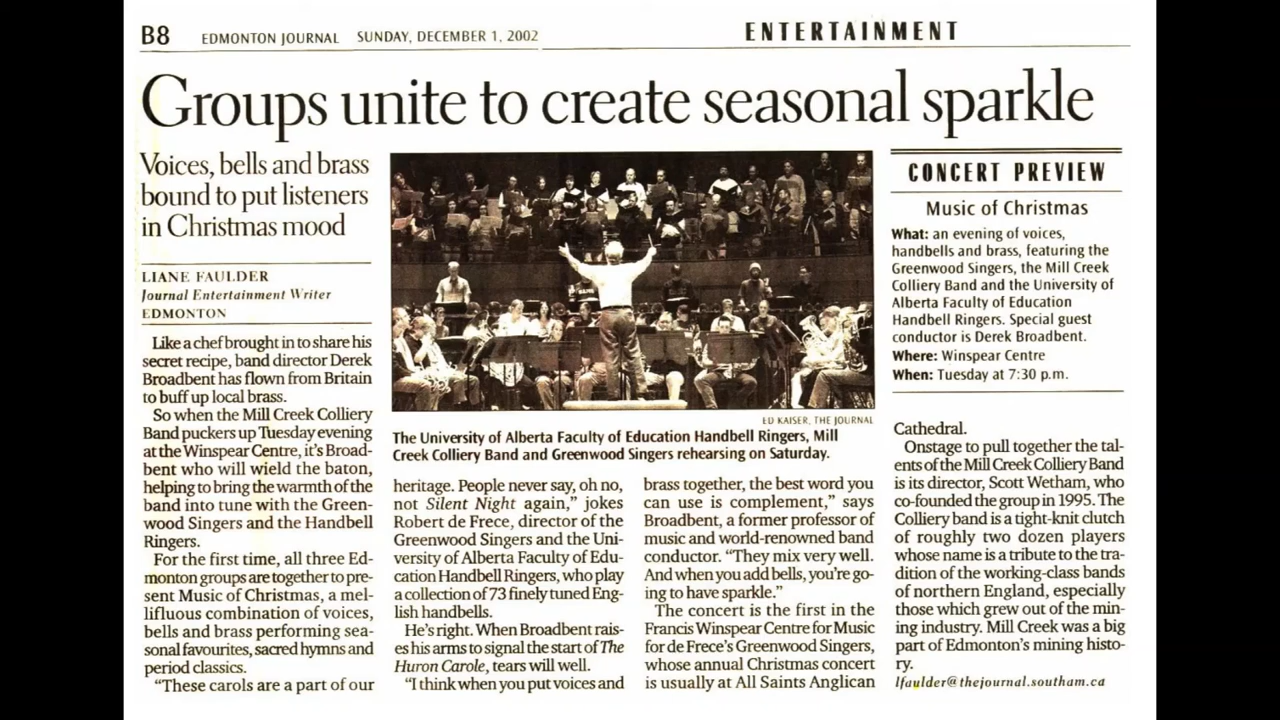 B8 EDMONTON JOURNAL SUNDAY, DECEMBER 1, 2002 ENTERTAINMENT
Groups unite to create seasonal sparkle
Voices, bells and brass
bound to put listeners
in Christmas mood
LIANE FAULDER
Journal Entertainment Writer
EDMONTON
Like a chef brought in to share his
secret recipe, band director Derek
Broadbent has flown from Britain
to buff up local brass.
So when the Mill Creek Colliery
Band puckers up Tuesday evening
at the Winspear Centre, it's Broad-
bent who will wield the baton,
helping to bring the warmth of the
band into tune with the Green-
wood Singers and the Handbell
Ringers.
For the first time, all three Ed-
monton groups are together to pre-
sent Music of Christmas, a mel-
lifluous combination of voices,
bells and brass performing sea-
sonal favourites, sacred hymns and
period classics.
"These carols are a part of our
ED KAISER, THE JOURNAL
The University of Alberta Faculty of Education Handbell Ringers, Mill
Creek Colliery Band and Greenwood Singers rehearsing on Saturday.
heritage. People never say, oh no,
not Silent Night again," jokes
Robert de Frece, director of the
Greenwood Singers and the Uni-
versity of Alberta Faculty of Edu-
cation Handbell Ringers, who play
a collection of 73 finely tuned Eng-
lish handbells.
He's right. When Broadbent rais-
es his arms to signal the start of The
Huron Carole, tears will well.
"I think when you put voices and
brass together, the best word you
can use is complement," says
Broadbent, a former professor of
music and world-renowned band
conductor. "They mix very well.
And when you add bells, you're go-
ing to have sparkle."
The concert is the first in the
Francis Winspear Centre for Music
for de Frece's Greenwood Singers,
whose annual Christmas concert
is usually at All Saints Anglican
CONCERT PREVIEW
Music of Christmas
What: an evening of voices,
handbells and brass, featuring the
Greenwood Singers, the Mill Creek
Colliery Band and the University of
Alberta Faculty of Education
Handbell Ringers. Special guest
conductor is Derek Broadbent.
Where: Winspear Centre
When: Tuesday at 7:30 p.m.
Cathedral.
Onstage to pull together the tal-
ents of the Mill Creek Colliery Band
is its director, Scott Wetham, who
co-founded the group in 1995. The
Colliery band is a tight-knit clutch
of roughly two dozen players
whose name is a tribute to the tra-
dition of the working-class bands
of northern England, especially
those which grew out of the min-
ing industry. Mill Creek was a big
part of Edmonton's mining histo-
ry.
lfaulder@thejournal.southam.ca